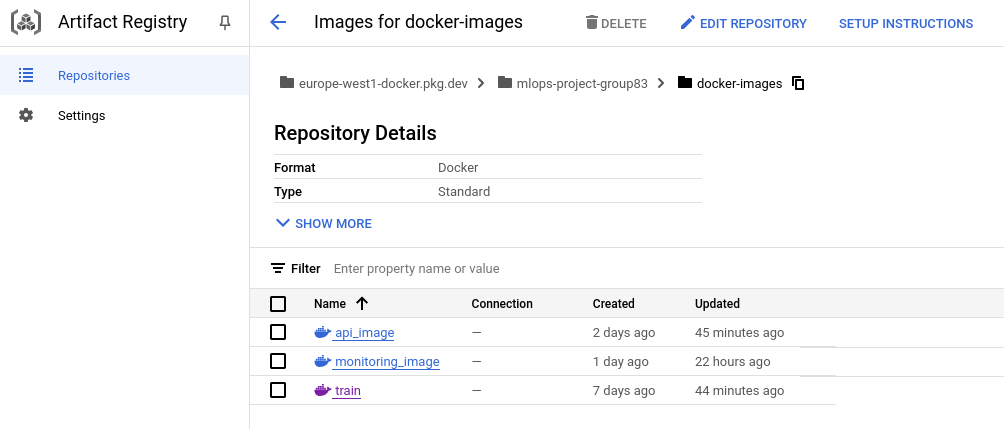 Artifact Registry
Images for docker-images
DELETE
EDIT REPOSITORY
SETUP INSTRUCTIONS
Repositories
Settings
europe-west1-docker.pkg.dev
mlops-project-group83
docker-images
Repository Details
Format Docker
Type Standard
SHOW MORE
Filter Enter property name or value
Name Connection Created Updated
api_image — 2 days ago 45 minutes ago
monitoring_image — 1 day ago 22 hours ago
train — 7 days ago 44 minutes ago